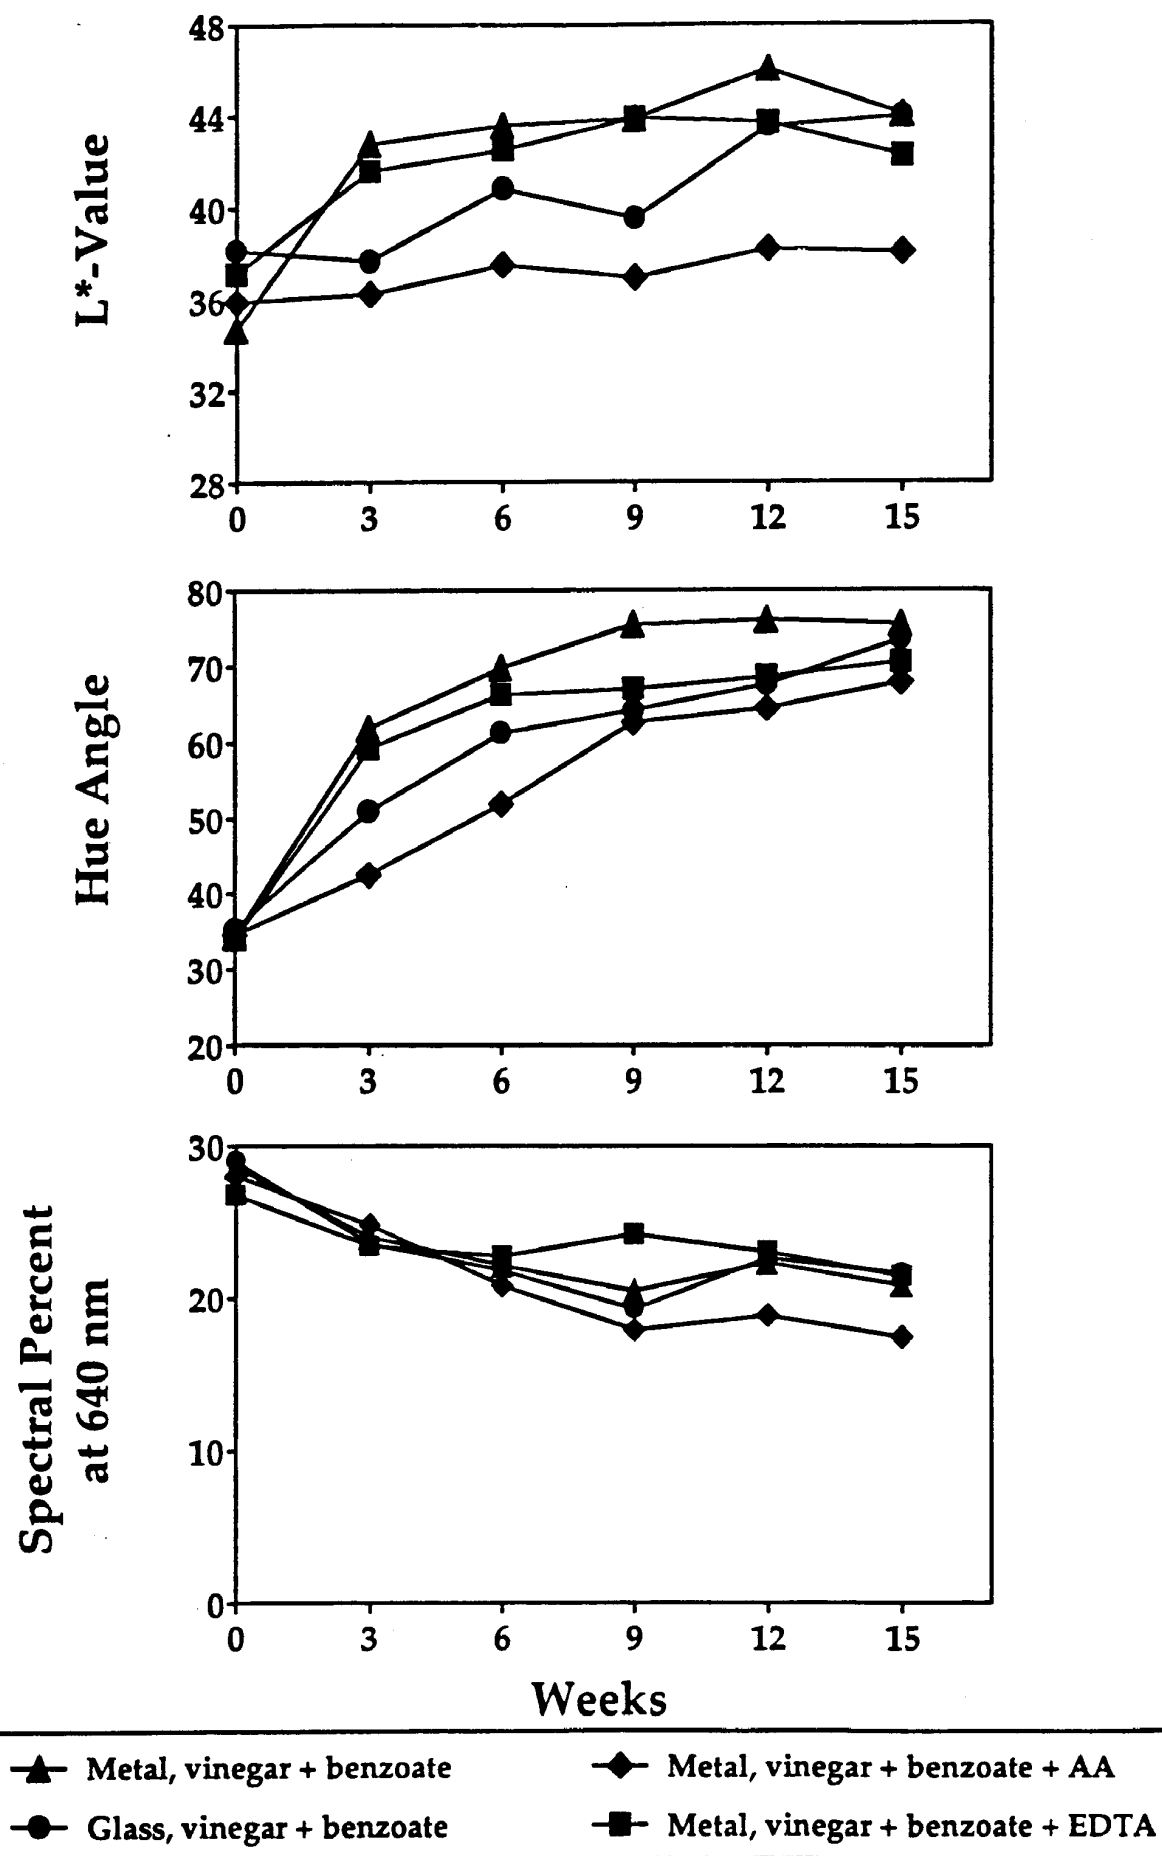 48
44
40
36
32
28
L*-Value
0 3 6 9 12 15
80
70
60
50
40
30
20
Hue Angle
0 3 6 9 12 15
30
20
10
0
Spectral Percent
at 640 nm
0 3 6 9 12 15
Weeks
Metal, vinegar + benzoate
Metal, vinegar + benzoate + AA
Glass, vinegar + benzoate
Metal, vinegar + benzoate + EDTA